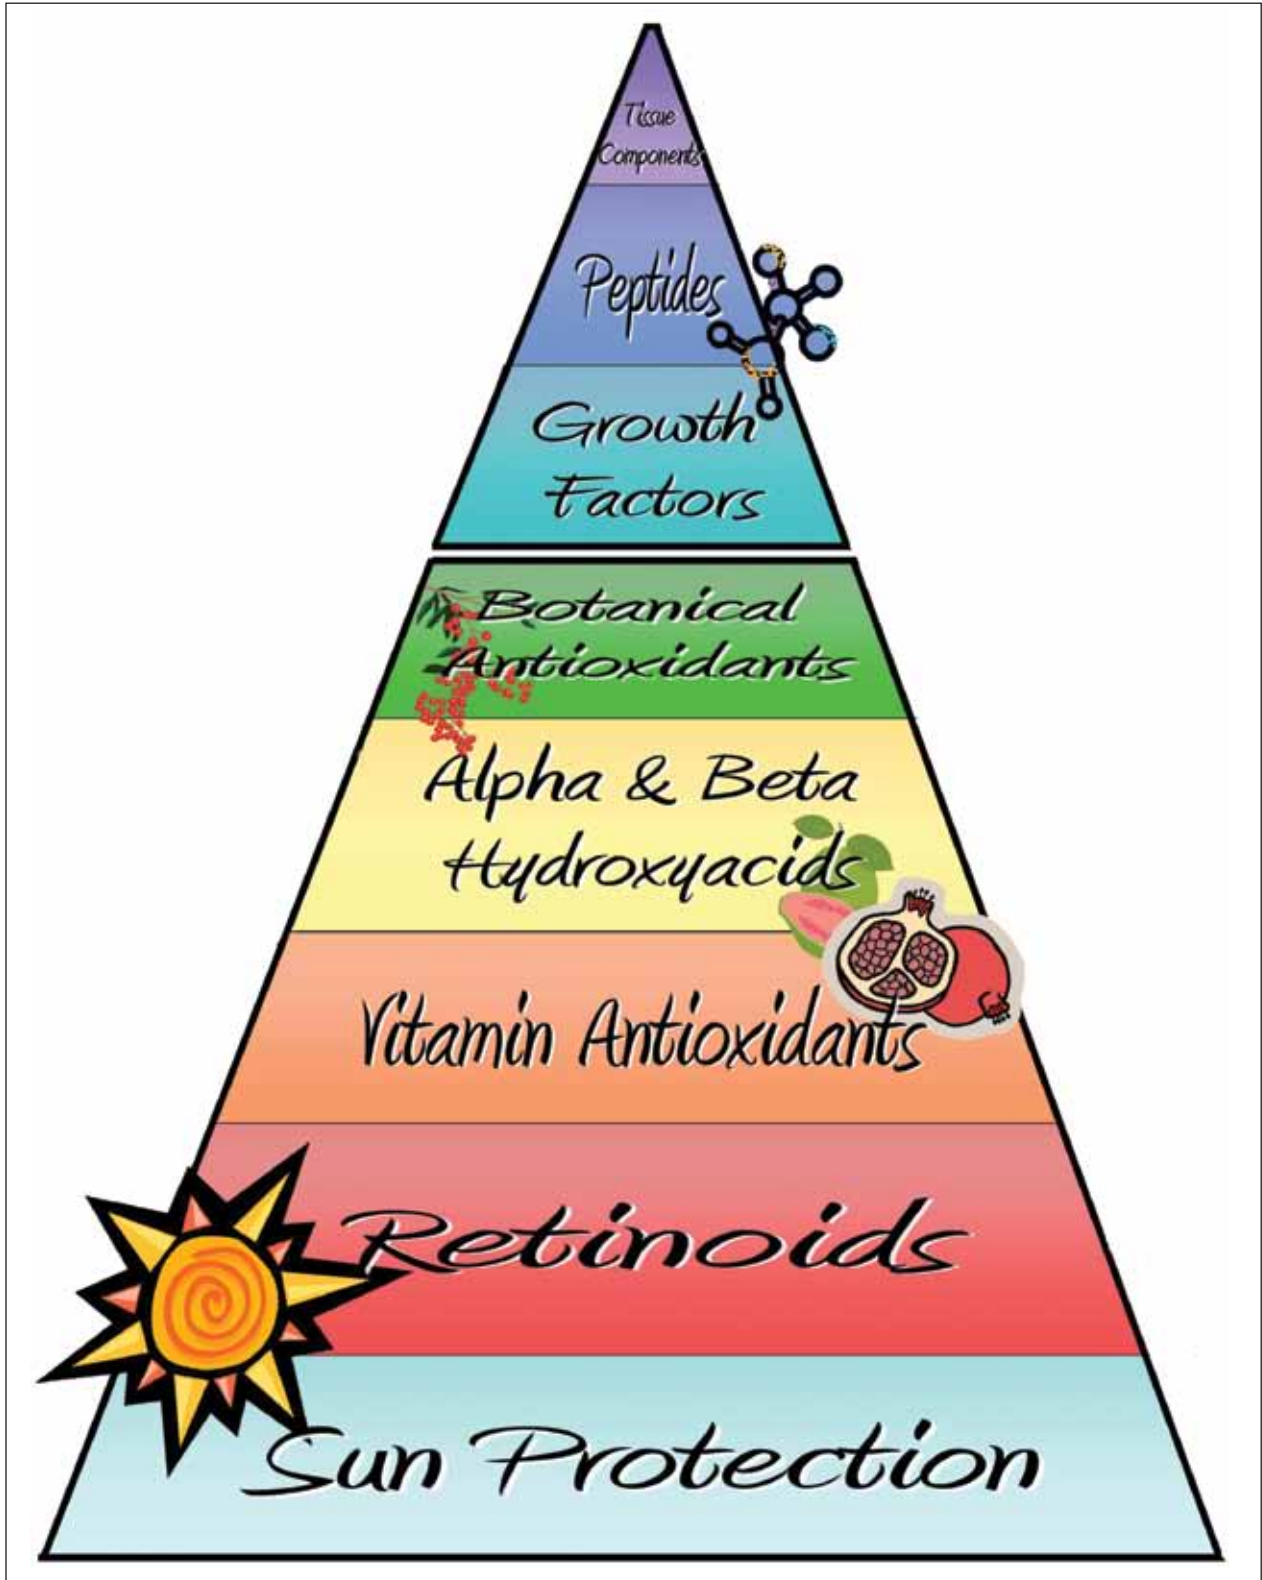 Tissue
Components
Peptides
Growth
Factors
Botanical
Antioxidants
Alpha & Beta
Hydroxyacids
Vitamin Antioxidants
Retinoids
Sun Protection